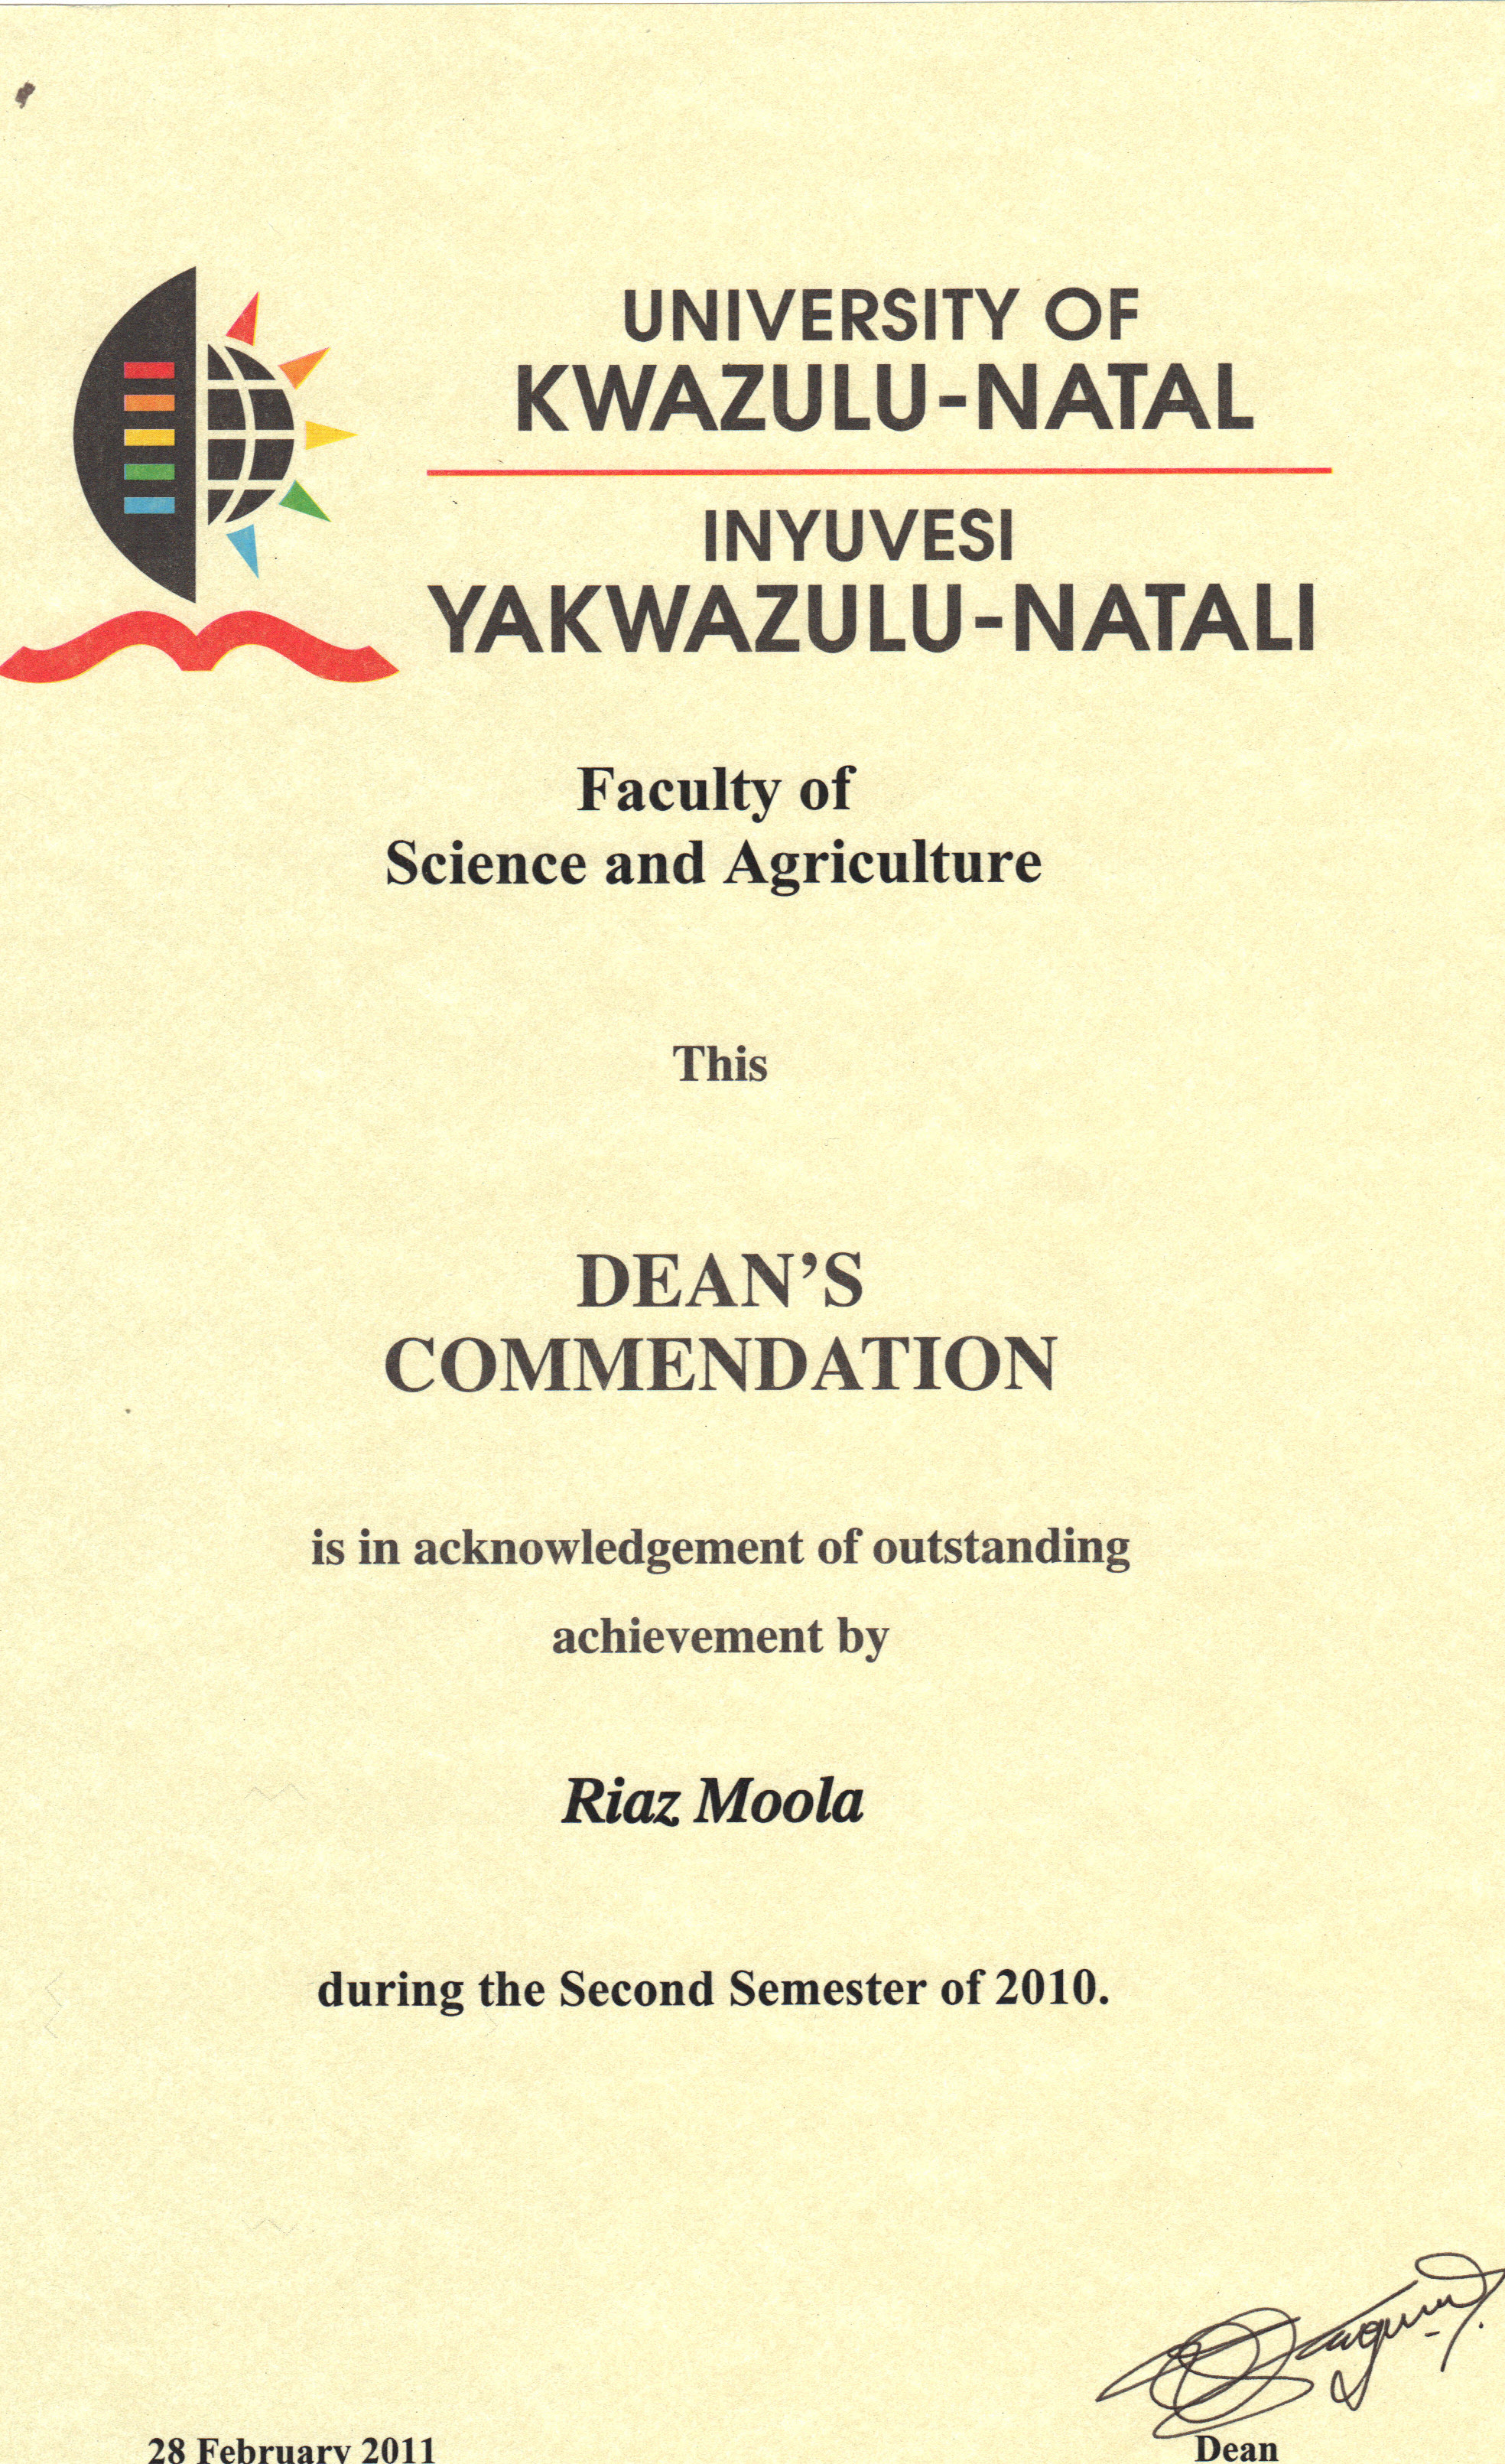 UNIVERSITY OF
KWAZULU-NATAL
INYUVESI
YAKWAZULU-NATALI
Faculty of
Science and Agriculture
This
DEAN'S
COMMENDATION
is in acknowledgement of outstanding
achievement by
Riaz Moola
during the Second Semester of 2010.
28 February 2011
Dean